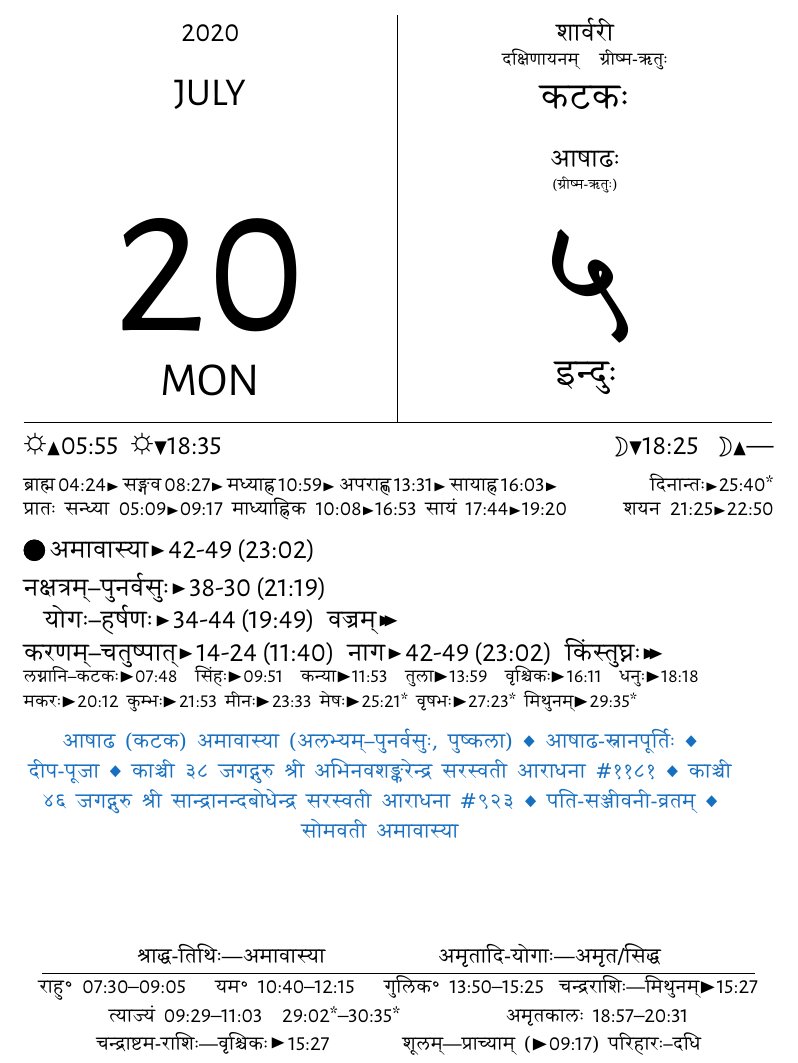 2020
JULY
20
MON
शार्वरी
दक्षिणायनम् ग्रीष्म-ऋतुः
कटकः
आषाढः
(ग्रीष्म-ऋतुः)
५
इन्दुः
☼▲05:55 ☼▼18:35 ☽▼18:25 ☽▲—
ब्राह्म 04:24► सङ्गव 08:27► मध्याह्न 10:59► अपराह्ण 13:31► सायाह्न 16:03► दिनान्तः►25:40*
प्रातः सन्ध्या 05:09►09:17 माध्याह्निक 10:08►16:53 सायं 17:44►19:20 शयन 21:25►22:50
●अमावास्या►42-49 (23:02)
नक्षत्रम्–पुनर्वसुः►38-30 (21:19)
योगः–हर्षणः►34-44 (19:49) वज्रम्►►
करणम्–चतुष्पात्►14-24 (11:40) नाग►42-49 (23:02) किंस्तुघ्नः►►
लग्नानि–कटकः►07:48 सिंहः►09:51 कन्या►11:53 तुला►13:59 वृश्चिकः►16:11 धनुः►18:18
मकरः►20:12 कुम्भः►21:53 मीनः►23:33 मेषः►25:21* वृषभः►27:23* मिथुनम्►29:35*
आषाढ (कटक) अमावास्या (अलभ्यम्–पुनर्वसुः, पुष्कला) ◆ आषाढ-स्नानपूर्तिः ◆
दीप-पूजा ◆ काञ्ची ३८ जगद्गुरु श्री अभिनवशङ्करेन्द्र सरस्वती आराधना #११८१ ◆ काञ्ची
४६ जगद्गुरु श्री सान्द्रानन्दबोधेन्द्र सरस्वती आराधना #९२३ ◆ पति-सञ्जीवनी-व्रतम् ◆
सोमवती अमावास्या
श्राद्ध-तिथिः—अमावास्या अमृतादि-योगाः—अमृत/सिद्ध
राहु॰ 07:30–09:05 यम॰ 10:40–12:15 गुलिक॰ 13:50–15:25 चन्द्रराशिः—मिथुनम्►15:27
त्याज्यं 09:29–11:03 29:02*–30:35* अमृतकालः 18:57–20:31
चन्द्राष्टम-राशिः—वृश्चिकः►15:27 शूलम्—प्राच्याम् (►09:17) परिहारः–दधि